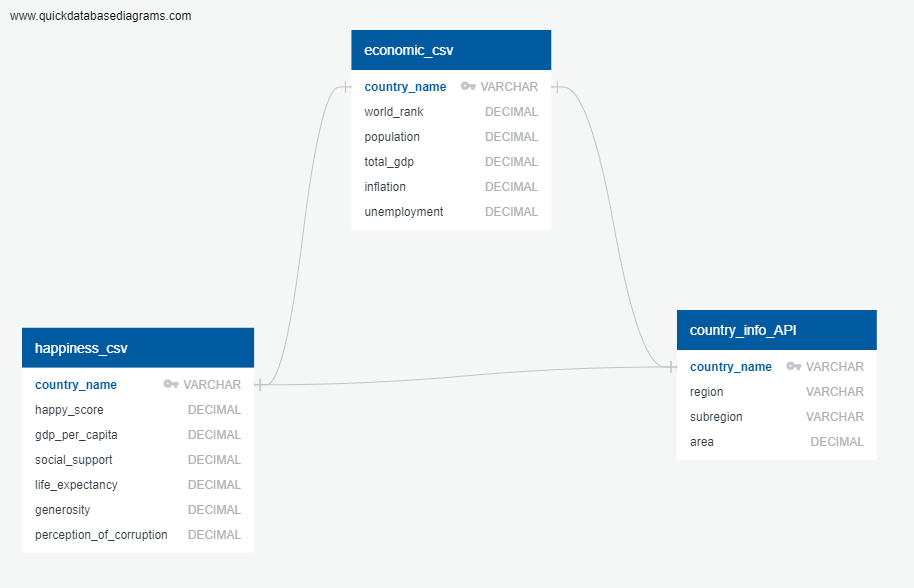 www.quickdatabasediagrams.com
economic_csv
country_name VARCHAR
world_rank DECIMAL
population DECIMAL
total_gdp DECIMAL
inflation DECIMAL
unemployment DECIMAL
happiness_csv
country_name VARCHAR
happy_score DECIMAL
gdp_per_capita DECIMAL
social_support DECIMAL
life_expectancy DECIMAL
generosity DECIMAL
perception_of_corruption DECIMAL
country_info_API
country_name VARCHAR
region VARCHAR
subregion VARCHAR
area DECIMAL